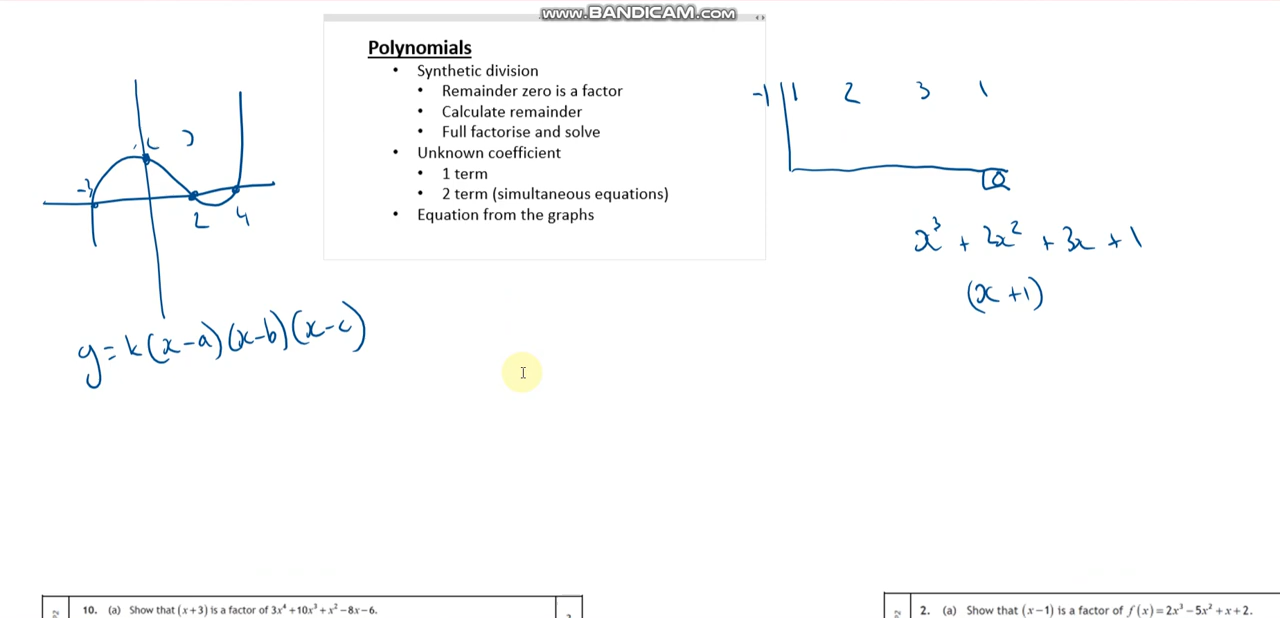 www.BANDICAM.com
Polynomials
• Synthetic division
• Remainder zero is a factor
• Calculate remainder
• Full factorise and solve
• Unknown coefficient
• 1 term
• 2 term (simultaneous equations)
• Equation from the graphs
-3
2 4
y = k(x-a)(x-b)(x-c)
-1 1 2 3 1
x³ + 2x² + 3x + 1
(x+1)
10. (a) Show that (x+3) is a factor of 3x⁴+10x³+x²−8x−6.
2. (a) Show that (x−1) is a factor of f(x)=2x³−5x²+x+2.